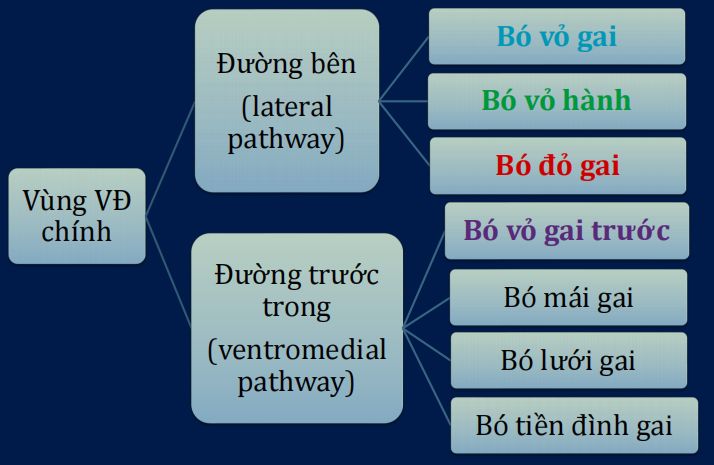 Vùng VĐ
chính
Đường bên
(lateral
pathway)
Bó vỏ gai
Bó vỏ hành
Bó đỏ gai
Đường trước
trong
(ventromedial
pathway)
Bó vỏ gai trước
Bó mái gai
Bó lưới gai
Bó tiền đình gai